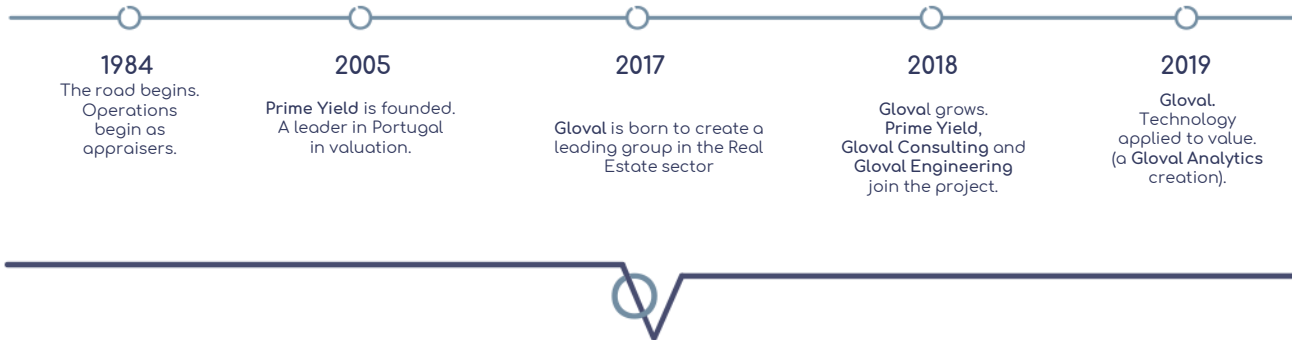 1984
The road begins.
Operations
begin as
appraisers.
2005
Prime Yield is founded.
A leader in Portugal
in valuation.
2017
Gloval is born to create a
leading group in the Real
Estate sector
2018
Gloval grows.
Prime Yield,
Gloval Consulting and
Gloval Engineering
join the project.
2019
Gloval.
Technology
applied to value.
(a Gloval Analytics
creation).